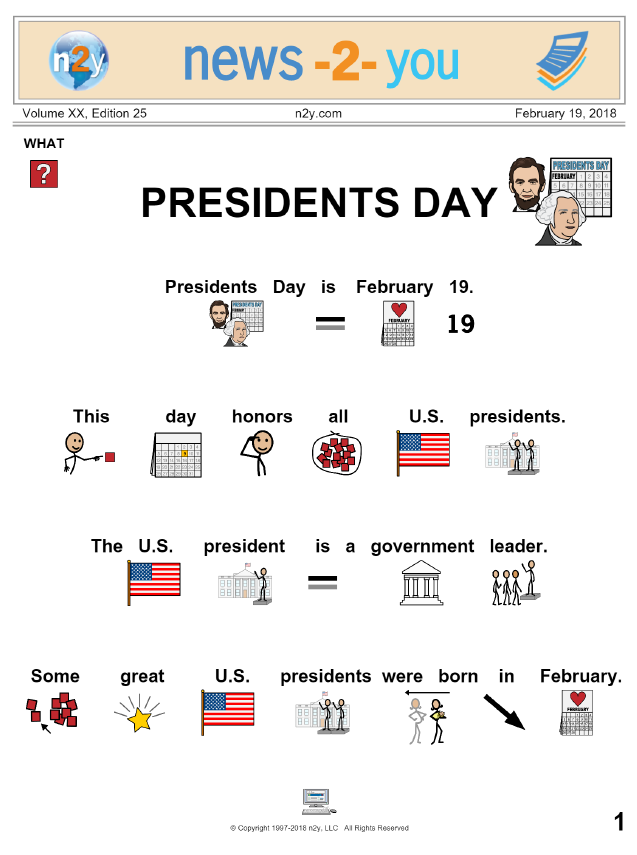 n2y
news -2- you
Volume XX, Edition 25
n2y.com
February 19, 2018
WHAT
?
PRESIDENTS DAY
PRESIDENTS DAY
FEBRUARY
Presidents Day is February 19.
PRESIDENTS DAY
FEBRUARY
19
This day honors all U.S. presidents.
The U.S. president is a government leader.
Some great U.S. presidents were born in February.
FEBRUARY
© Copyright 1997-2018 n2y, LLC All Rights Reserved
1